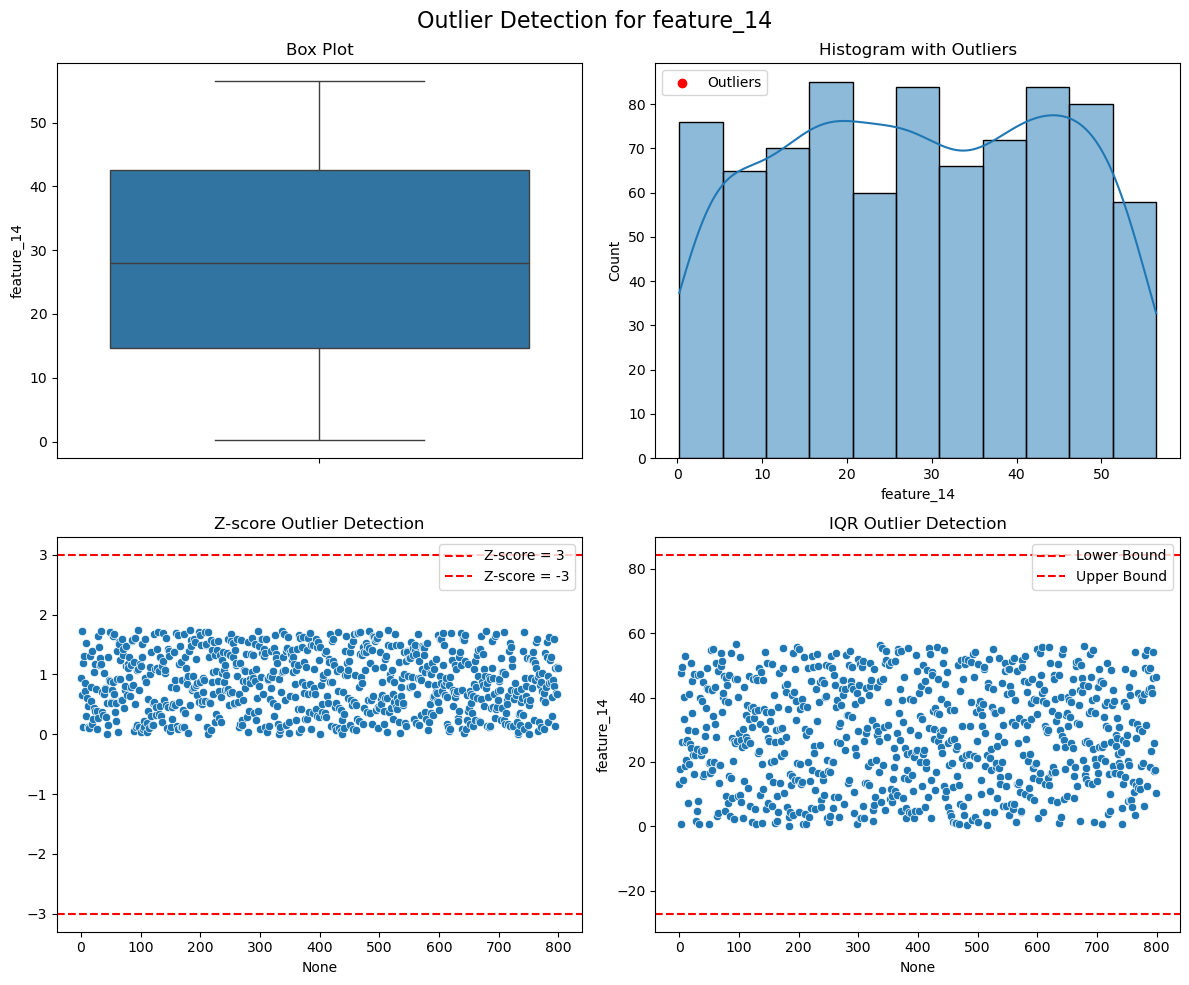 Outlier Detection for feature_14
Box Plot
50
40
30
20
10
0
feature_14
Histogram with Outliers
Outliers
80
70
60
50
40
30
20
10
0
Count
0 10 20 30 40 50
feature_14
Z-score Outlier Detection
Z-score = 3
Z-score = -3
3
2
1
0
−1
−2
−3
0 100 200 300 400 500 600 700 800
None
IQR Outlier Detection
Lower Bound
Upper Bound
80
60
40
20
0
−20
feature_14
0 100 200 300 400 500 600 700 800
None